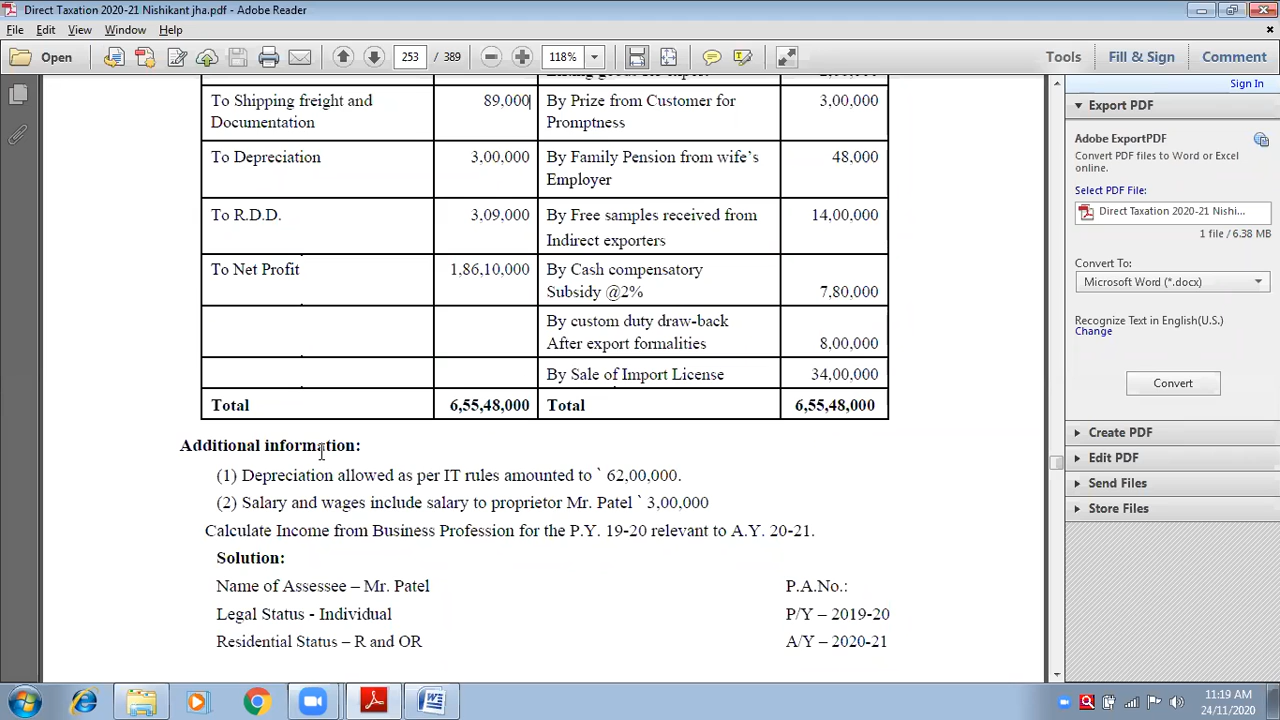 Direct Taxation 2020-21 Nishikant jha.pdf - Adobe Reader
File Edit View Window Help
Open 253 / 389 118% Tools Fill & Sign Comment
Sign In
2,00,000
To Shipping freight and 89,000 By Prize from Customer for 3,00,000
Documentation Promptness
To Depreciation 3,00,000 By Family Pension from wife's 48,000
Employer
To R.D.D. 3,09,000 By Free samples received from 14,00,000
Indirect exporters
To Net Profit 1,86,10,000 By Cash compensatory
Subsidy @2% 7,80,000
By custom duty draw-back
After export formalities 8,00,000
By Sale of Import License 34,00,000
Total 6,55,48,000 Total 6,55,48,000
Additional information:
(1) Depreciation allowed as per IT rules amounted to ` 62,00,000.
(2) Salary and wages include salary to proprietor Mr. Patel ` 3,00,000
Calculate Income from Business Profession for the P.Y. 19-20 relevant to A.Y. 20-21.
Solution:
Name of Assessee – Mr. Patel P.A.No.:
Legal Status - Individual P/Y – 2019-20
Residential Status – R and OR A/Y – 2020-21
Export PDF
Adobe ExportPDF
Convert PDF files to Word or Excel
online.
Select PDF File:
Direct Taxation 2020-21 Nishi...
1 file / 6.38 MB
Convert To:
Microsoft Word (*.docx)
Recognize Text in English(U.S.)
Change
Convert
Create PDF
Edit PDF
Send Files
Store Files
11:19 AM
24/11/2020